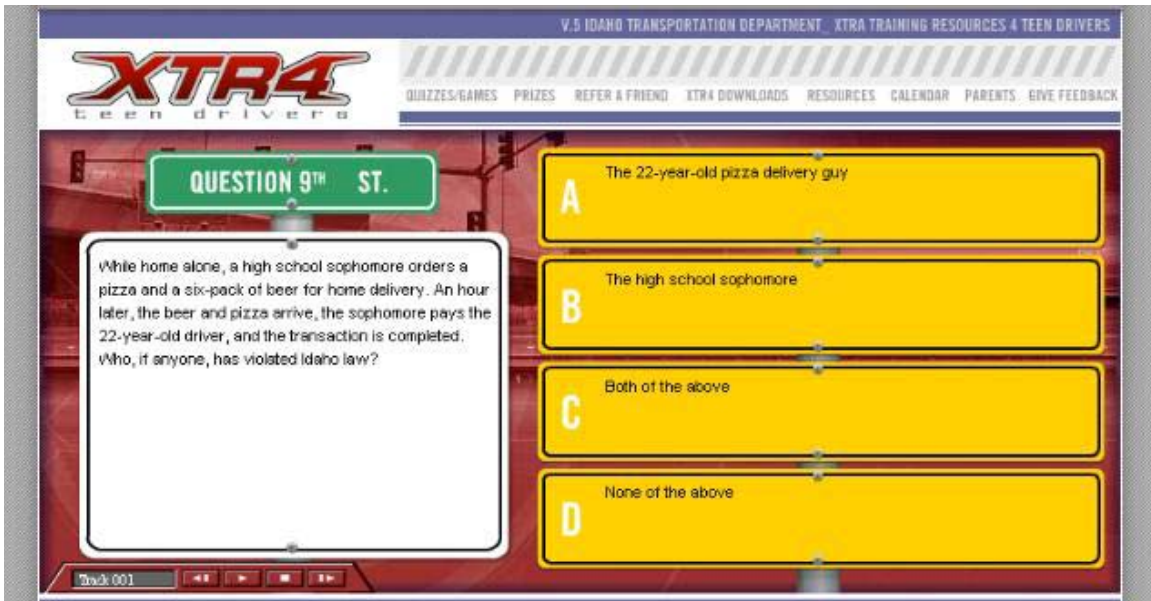 V.5 IDAHO TRANSPORTATION DEPARTMENT_ XTRA TRAINING RESOURCES 4 TEEN DRIVERS
XTR4
teen drivers
QUIZZES/GAMES PRIZES REFER A FRIEND XTR4 DOWNLOADS RESOURCES CALENDAR PARENTS GIVE FEEDBACK
QUESTION 9TH ST.
While home alone, a high school sophomore orders a
pizza and a six-pack of beer for home delivery. An hour
later, the beer and pizza arrive, the sophomore pays the
22-year-old driver, and the transaction is completed.
Who, if anyone, has violated Idaho law?
A
The 22-year-old pizza delivery guy
B
The high school sophomore
C
Both of the above
D
None of the above
Track 001